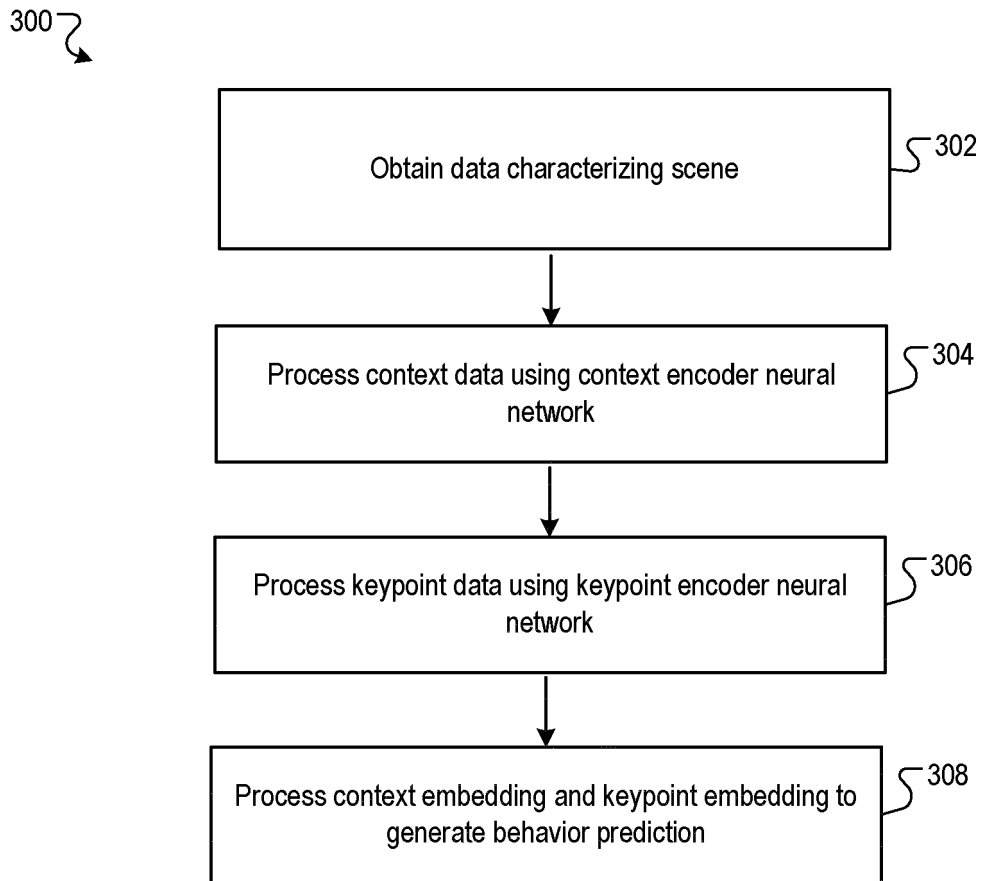 300
Obtain data characterizing scene
302
Process context data using context encoder neural
network
304
Process keypoint data using keypoint encoder neural
network
306
Process context embedding and keypoint embedding to
generate behavior prediction
308